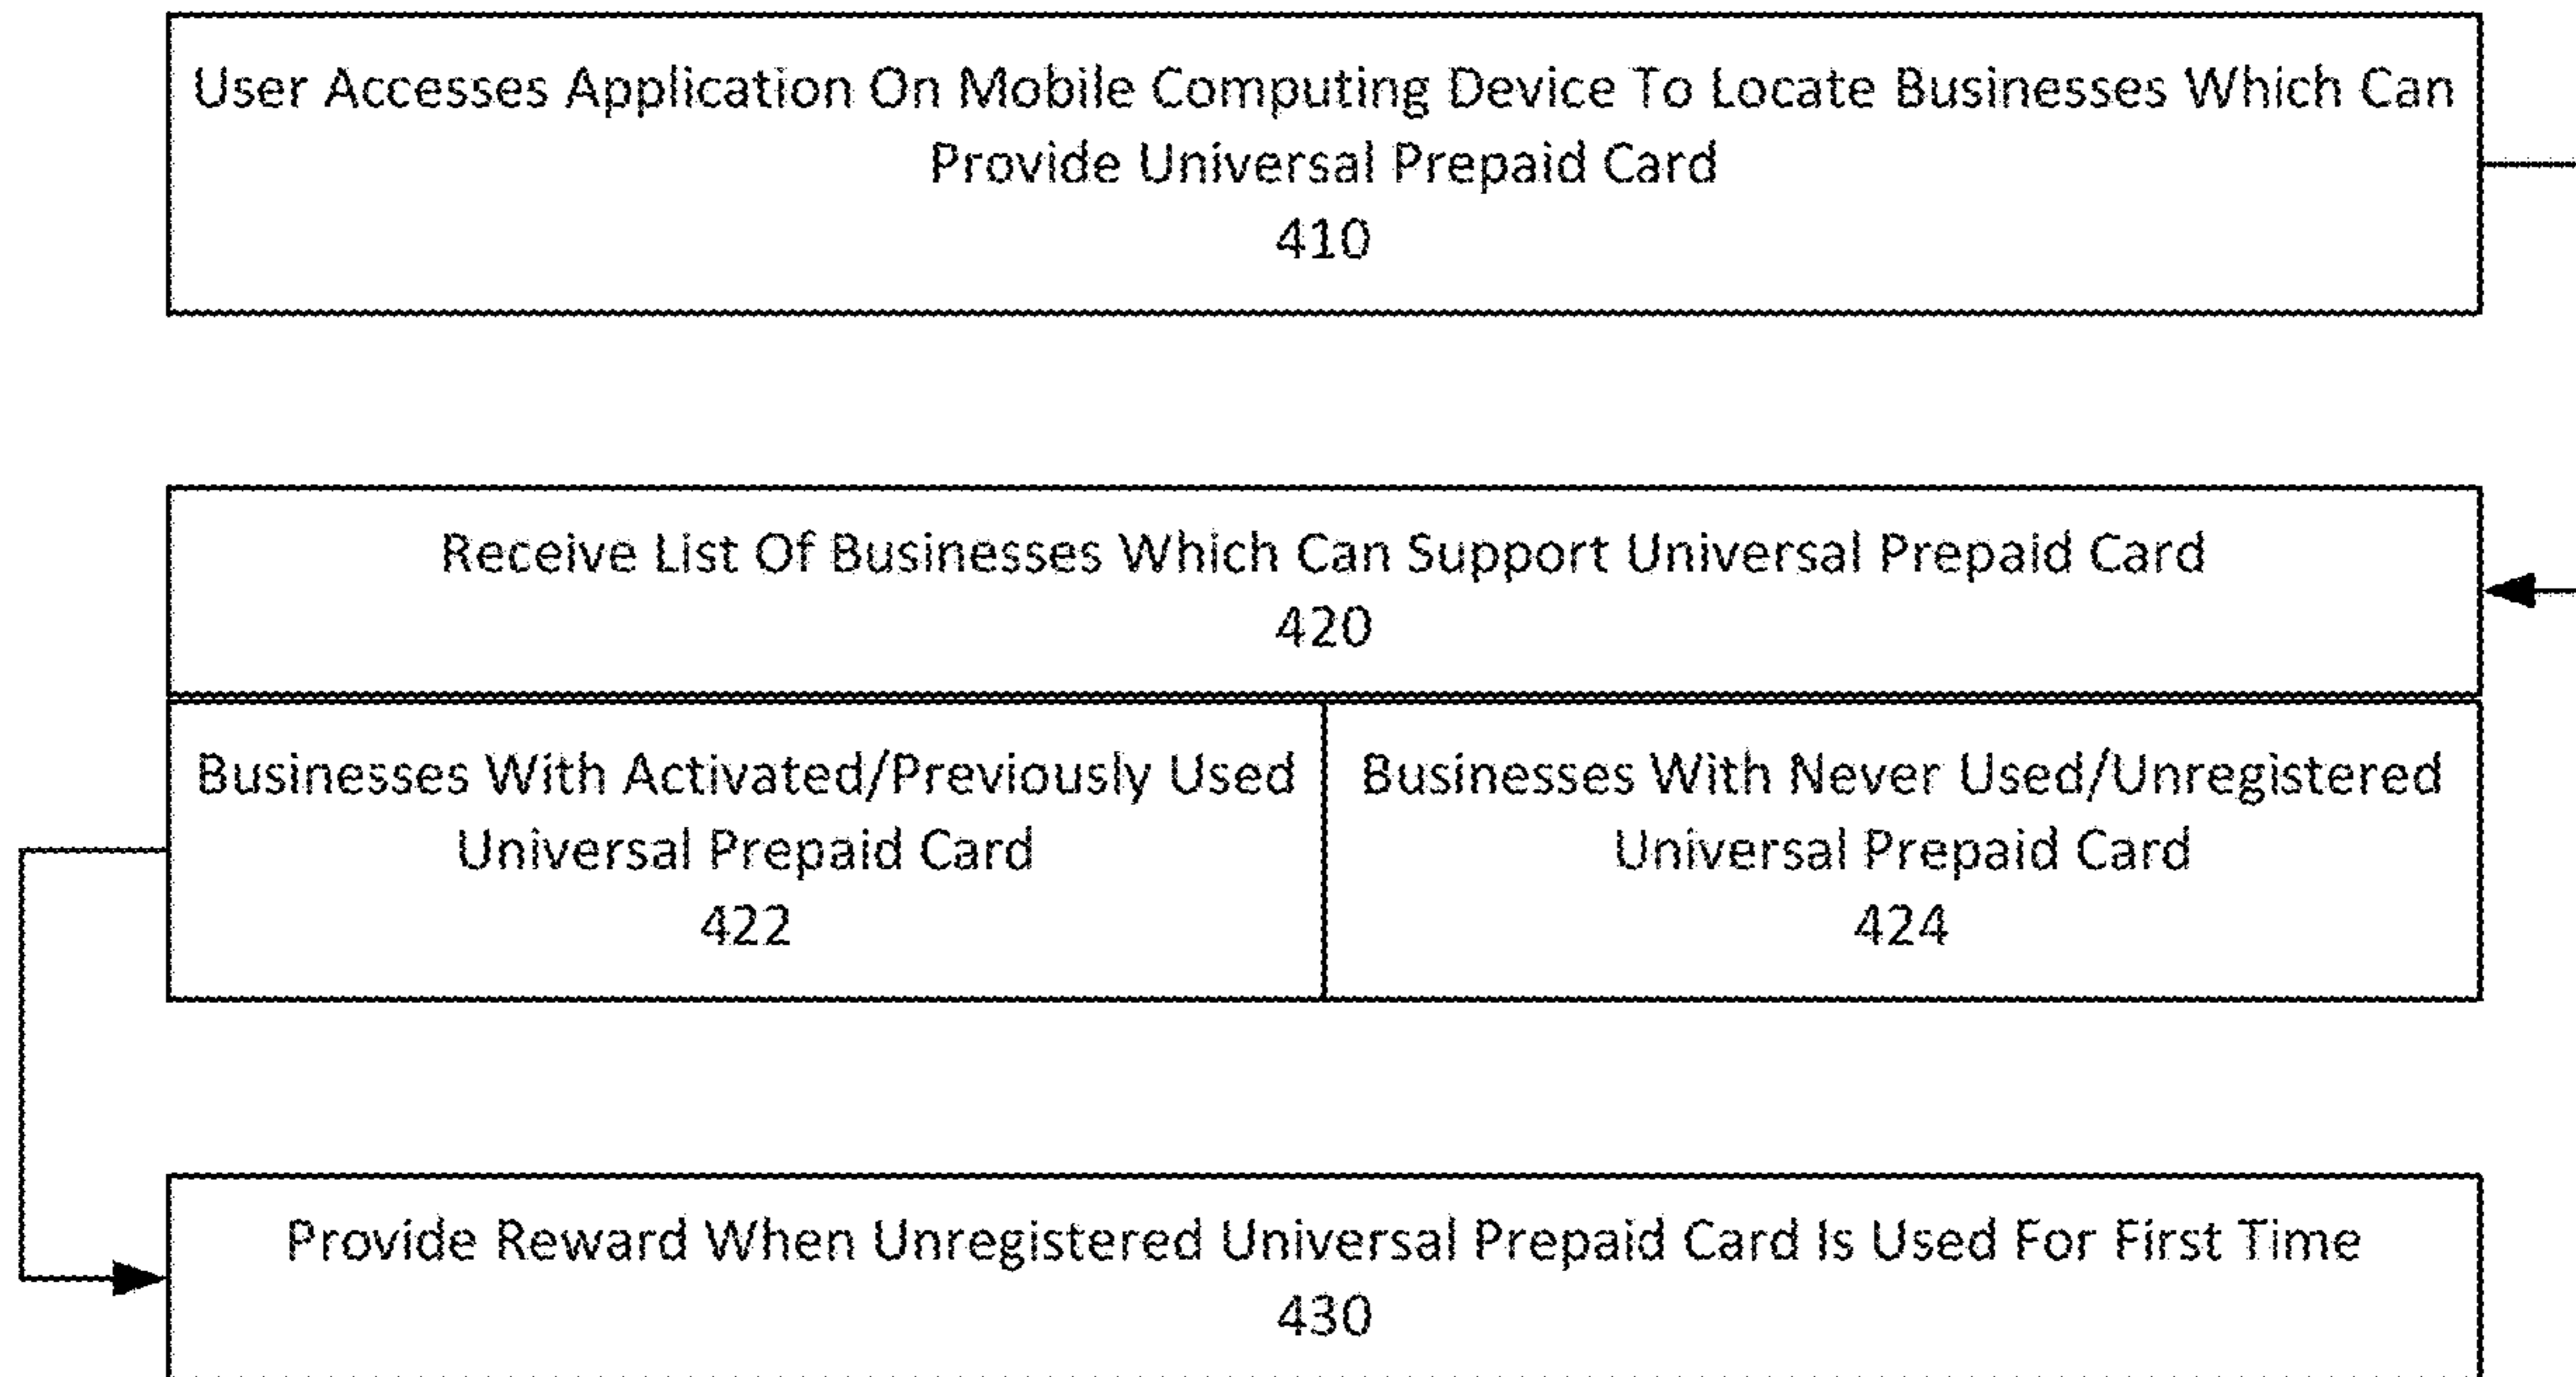 User Accesses Application On Mobile Computing Device To Locate Businesses Which Can
Provide Universal Prepaid Card
410
Receive List Of Businesses Which Can Support Universal Prepaid Card
420
Businesses With Activated/Previously Used
Universal Prepaid Card
422
Businesses With Never Used/Unregistered
Universal Prepaid Card
424
Provide Reward When Unregistered Universal Prepaid Card Is Used For First Time
430